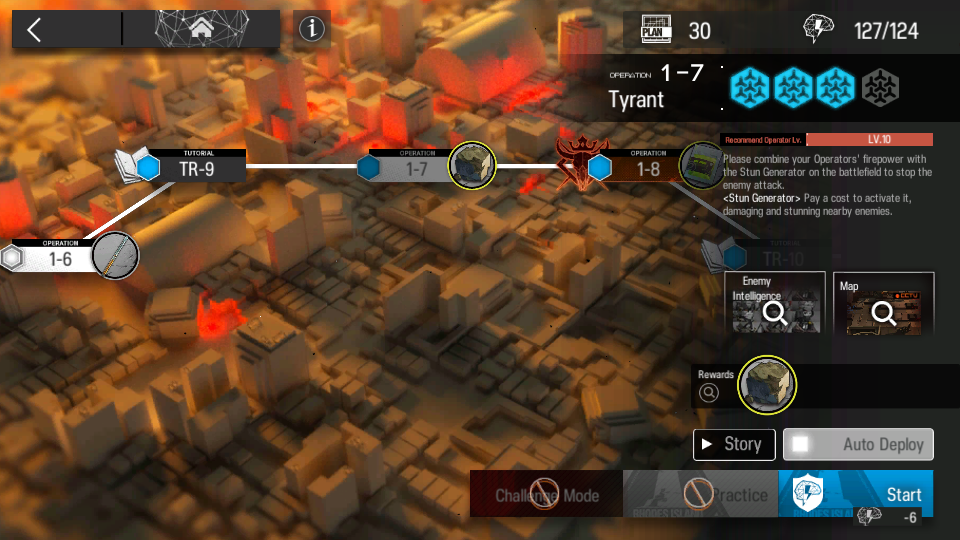 i
PLAN
30
127/124
OPERATION 1-7
Tyrant
Recommend Operator Lv.
LV.10
Please combine your Operators' firepower with
the Stun Generator on the battlefield to stop the
enemy attack.
<Stun Generator> Pay a cost to activate it,
damaging and stunning nearby enemies.
TUTORIAL
TR-9
OPERATION
1-7
OPERATION
1-8
OPERATION
1-6
TUTORIAL
TR-10
Enemy
Intelligence
Map
CCTV
Rewards
Story
Auto Deploy
Challenge Mode
Practice
Start
-6